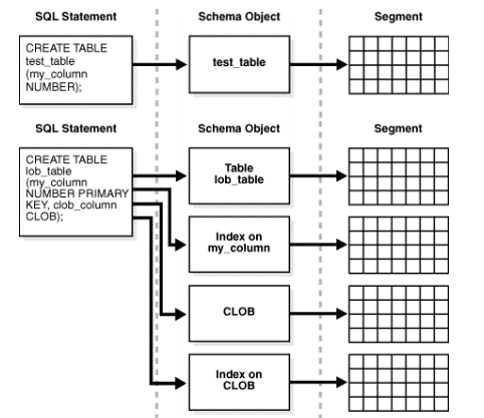 SQL Statement
Schema Object
Segment
CREATE TABLE
test_table
(my_column
NUMBER);
test_table
SQL Statement
Schema Object
Segment
CREATE TABLE
lob_table
(my_column
NUMBER PRIMARY
KEY, clob_column
CLOB);
Table
lob_table
Index on
my_column
CLOB
Index on
CLOB